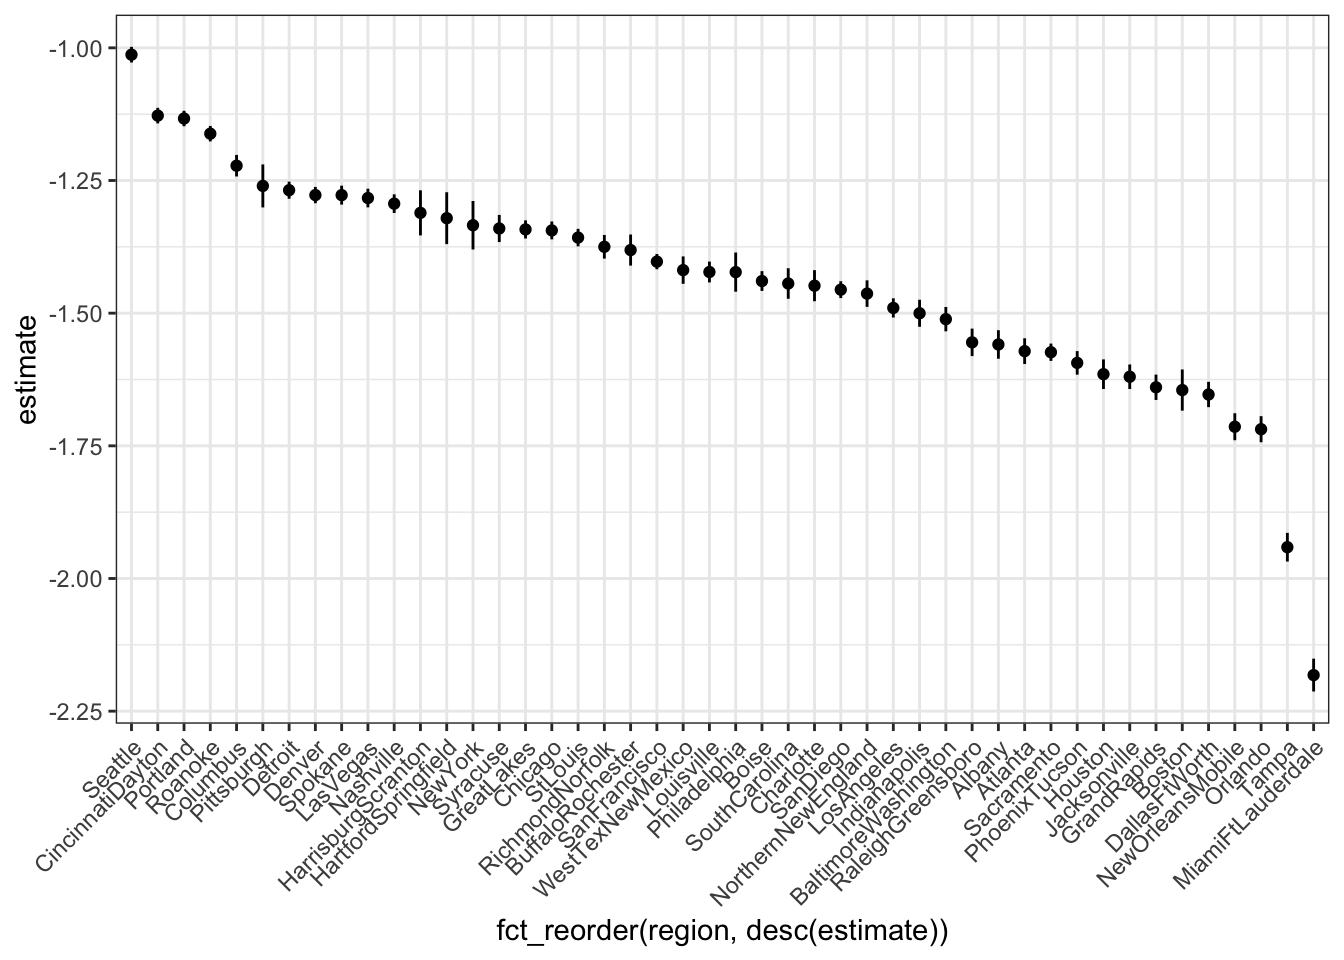 -1.00
-1.25
-1.50
-1.75
-2.00
-2.25
estimate
Seattle
CincinnatiDayton
Portland
Roanoke
Columbus
Pittsburgh
Detroit
Denver
Spokane
LasVegas
Nashville
HarrisburgScranton
HartfordSpringfield
NewYork
Syracuse
GreatLakes
Chicago
StLouis
RichmondNorfolk
BuffaloRochester
SanFrancisco
WestTexNewMexico
Louisville
Philadelphia
Boise
SouthCarolina
Charlotte
SanDiego
NorthernNewEngland
LosAngeles
Indianapolis
BaltimoreWashington
RaleighGreensboro
Albany
Atlanta
Sacramento
PhoenixTucson
Houston
Jacksonville
GrandRapids
Boston
DallasFtWorth
NewOrleansMobile
Orlando
Tampa
MiamiFtLauderdale
fct_reorder(region, desc(estimate))